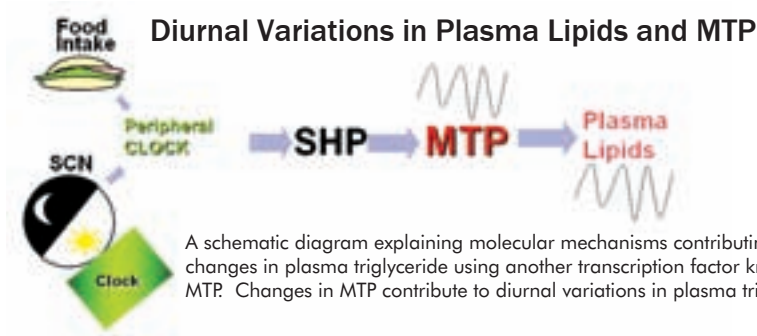 Diurnal Variations in Plasma Lipids and MTP
Food
Intake
Peripheral
CLOCK
SHP
MTP
Plasma
Lipids
SCN
Clock
A schematic diagram explaining molecular mechanisms
changes in plasma triglyceride using another transcription factor
MTP. Changes in MTP contribute to diurnal variations in plasma